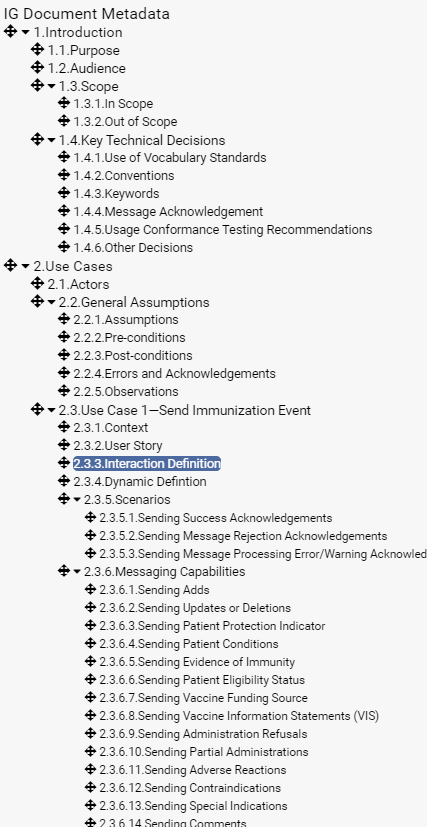 IG Document Metadata
1.Introduction
1.1.Purpose
1.2.Audience
1.3.Scope
1.3.1.In Scope
1.3.2.Out of Scope
1.4.Key Technical Decisions
1.4.1.Use of Vocabulary Standards
1.4.2.Conventions
1.4.3.Keywords
1.4.4.Message Acknowledgement
1.4.5.Usage Conformance Testing Recommendations
1.4.6.Other Decisions
2.Use Cases
2.1.Actors
2.2.General Assumptions
2.2.1.Assumptions
2.2.2.Pre-conditions
2.2.3.Post-conditions
2.2.4.Errors and Acknowledgements
2.2.5.Observations
2.3.Use Case 1—Send Immunization Event
2.3.1.Context
2.3.2.User Story
2.3.3.Interaction Definition
2.3.4.Dynamic Defintion
2.3.5.Scenarios
2.3.5.1.Sending Success Acknowledgements
2.3.5.2.Sending Message Rejection Acknowledgements
2.3.5.3.Sending Message Processing Error/Warning Acknowled
2.3.6.Messaging Capabilities
2.3.6.1.Sending Adds
2.3.6.2.Sending Updates or Deletions
2.3.6.3.Sending Patient Protection Indicator
2.3.6.4.Sending Patient Conditions
2.3.6.5.Sending Evidence of Immunity
2.3.6.6.Sending Patient Eligibility Status
2.3.6.7.Sending Vaccine Funding Source
2.3.6.8.Sending Vaccine Information Statements (VIS)
2.3.6.9.Sending Administration Refusals
2.3.6.10.Sending Partial Administrations
2.3.6.11.Sending Adverse Reactions
2.3.6.12.Sending Contraindications
2.3.6.13.Sending Special Indications
2.3.6.14.Sending Comments